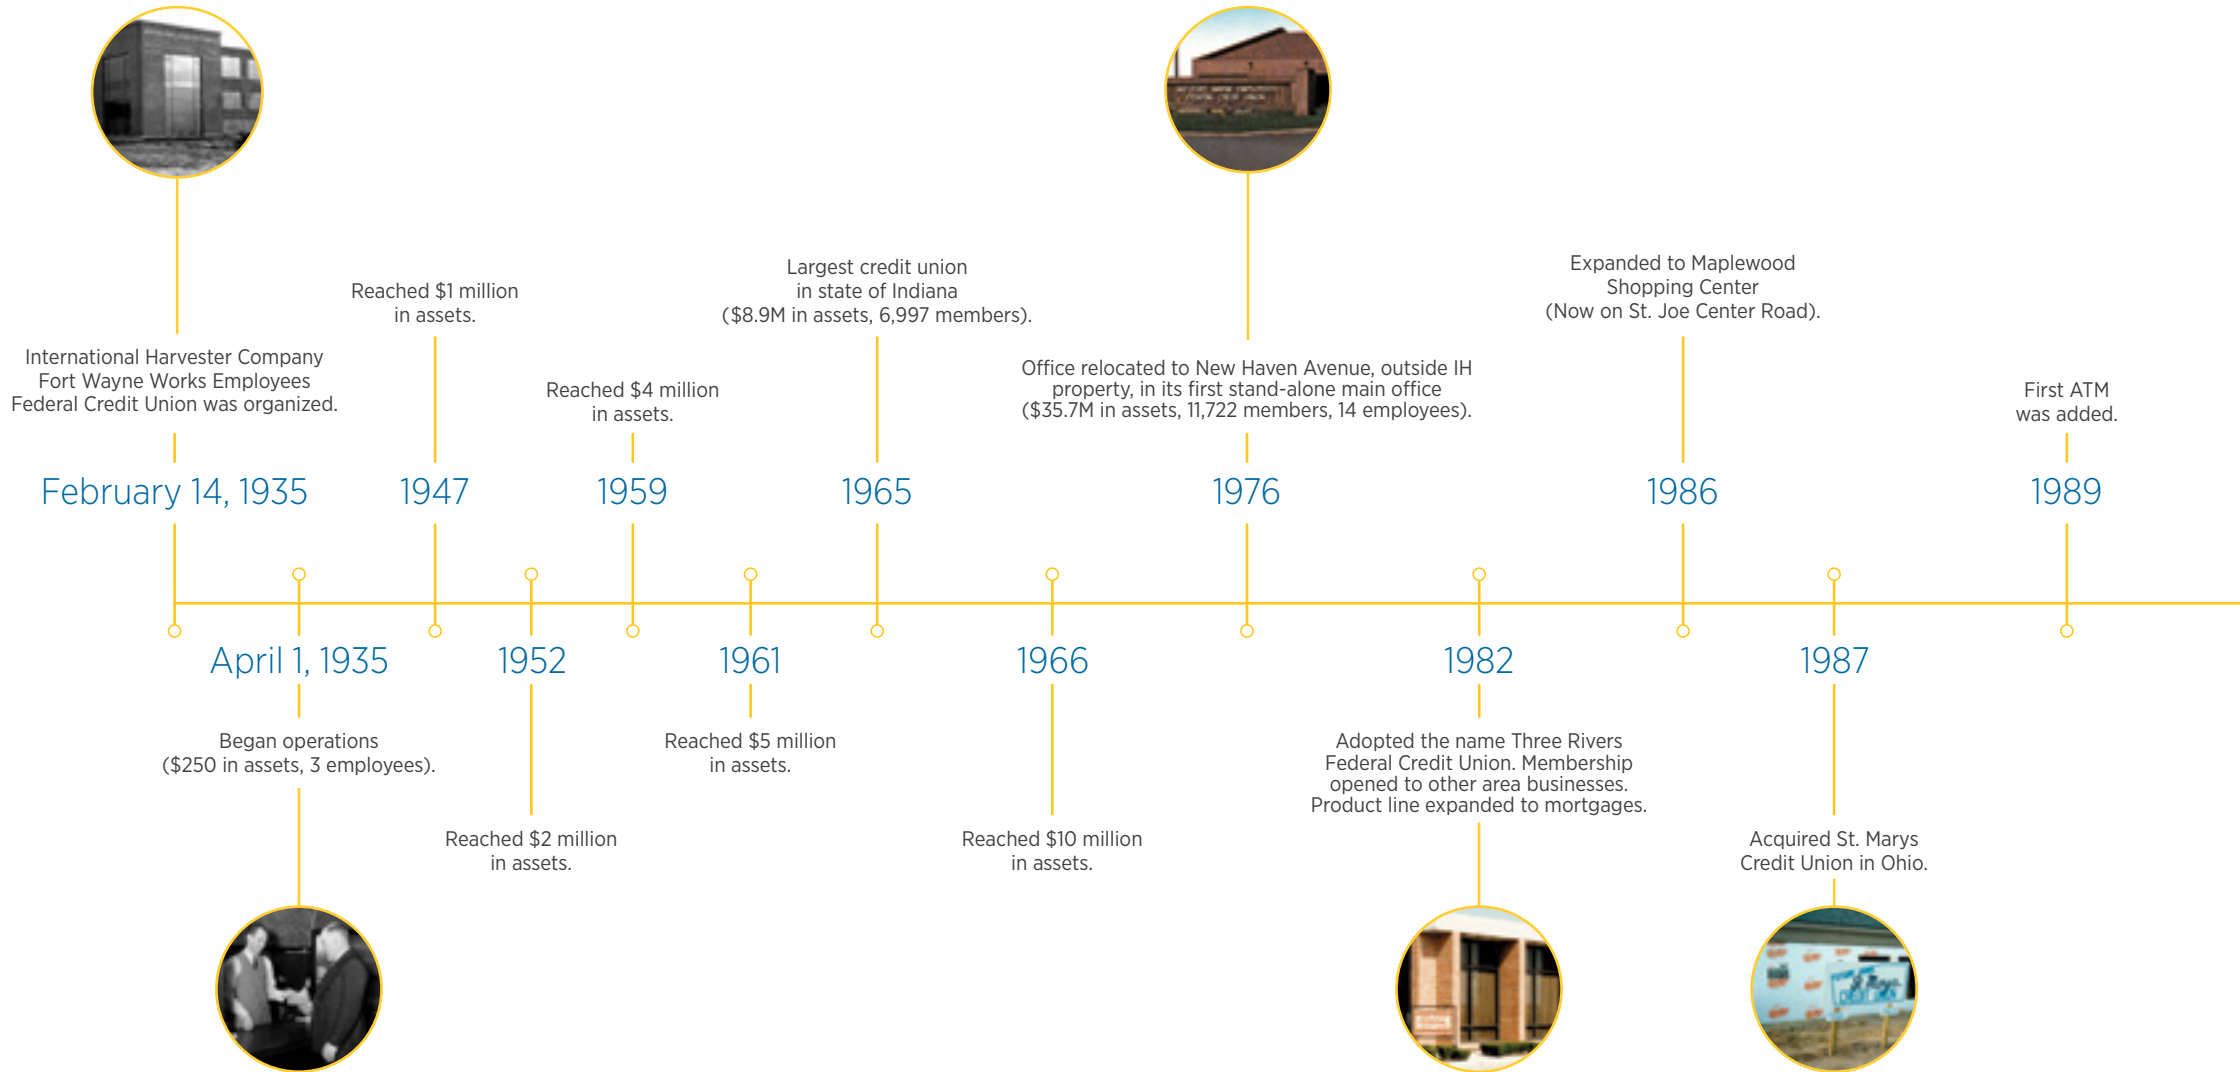 International Harvester Company
Fort Wayne Works Employees
Federal Credit Union was organized.
February 14, 1935
April 1, 1935
Began operations
($250 in assets, 3 employees).
Reached $1 million
in assets.
1947
1952
Reached $2 million
in assets.
Reached $4 million
in assets.
1959
1961
Reached $5 million
in assets.
Largest credit union
in state of Indiana
($8.9M in assets, 6,997 members).
1965
1966
Reached $10 million
in assets.
Office relocated to New Haven Avenue, outside IH
property, in its first stand-alone main office
($35.7M in assets, 11,722 members, 14 employees).
1976
1982
Adopted the name Three Rivers
Federal Credit Union. Membership
opened to other area businesses.
Product line expanded to mortgages.
Expanded to Maplewood
Shopping Center
(Now on St. Joe Center Road).
1986
1987
Acquired St. Marys
Credit Union in Ohio.
St. Marys
CREDIT UNION
First ATM
was added.
1989